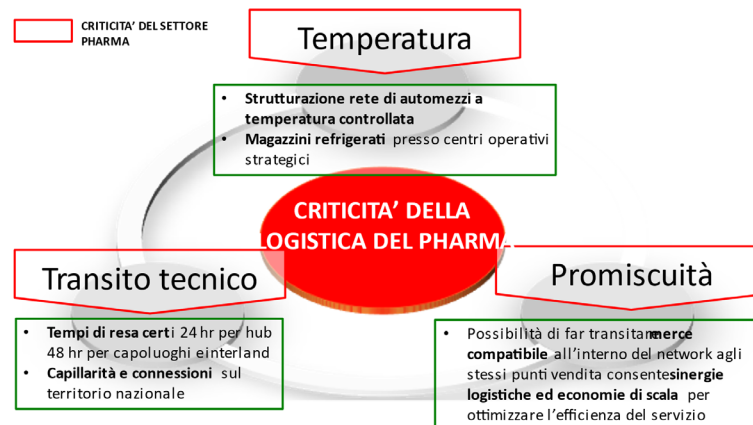 CRITICITA' DEL SETTORE
PHARMA
Temperatura
• Strutturazione rete di automezzi a
temperatura controllata
• Magazzini refrigerati presso centri operativi
strategici
CRITICITA' DELLA
LOGISTICA DEL PHARMA
Transito tecnico
• Tempi di resa certi 24 hr per hub
48 hr per capoluoghi einterland
• Capillarità e connessioni sul
territorio nazionale
Promiscuità
• Possibilità di far transitare merce
compatibile all'interno del network agli
stessi punti vendita consente sinergie
logistiche ed economie di scala per
ottimizzare l'efficienza del servizio